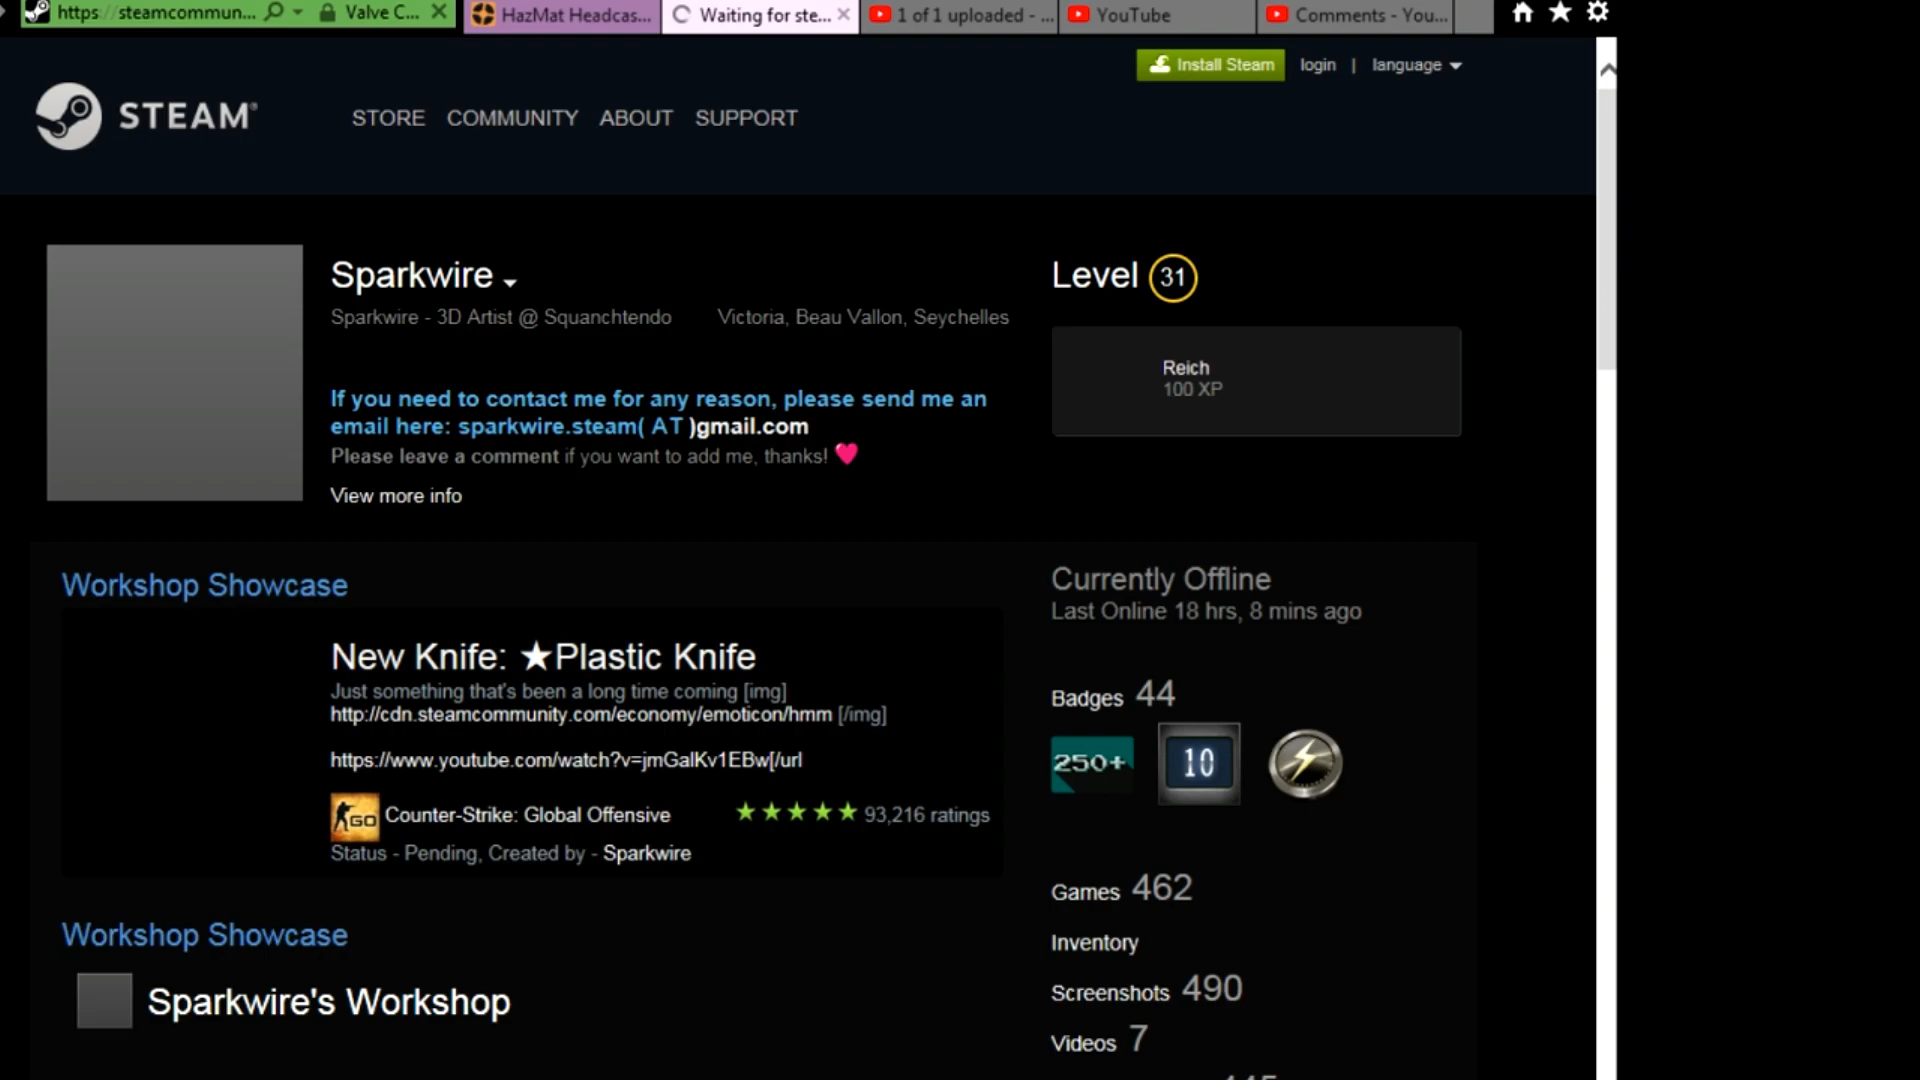 https://steamcommun...
Valve C...
HazMat Headcas...
Waiting for ste...
1 of 1 uploaded - ...
YouTube
Comments - You...
Install Steam
login | language
STEAM®
STORE COMMUNITY ABOUT SUPPORT
Sparkwire
Sparkwire - 3D Artist @ Squanchtendo Victoria, Beau Vallon, Seychelles
If you need to contact me for any reason, please send me an
email here: sparkwire.steam( AT )gmail.com
Please leave a comment if you want to add me, thanks!
View more info
Level 31
Reich
100 XP
Workshop Showcase
New Knife: ★Plastic Knife
Just something that's been a long time coming [img]
http://cdn.steamcommunity.com/economy/emoticon/hmm [/img]
https://www.youtube.com/watch?v=jmGalKv1EBw[/url
GO
Counter-Strike: Global Offensive
93,216 ratings
Status - Pending, Created by - Sparkwire
Workshop Showcase
Sparkwire's Workshop
Currently Offline
Last Online 18 hrs, 8 mins ago
Badges 44
250+
10
Games 462
Inventory
Screenshots 490
Videos 7